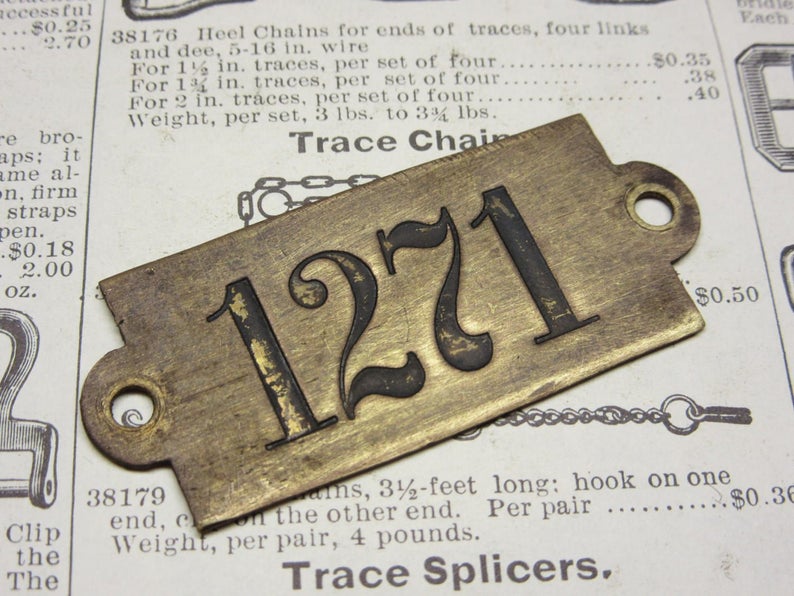 successful
$0.25
2.70
re bro-
aps; it
ame al-
on, firm
straps
pen.
$0.18
2.00
oz.
Clip
the
The
38176 Heel Chains for ends of traces, four links
and dee, 5-16 in. wire
For 1½ in. traces, per set of four................$0.35
For 1¾ in. traces, per set of four...... .38
For 2 in. traces, per set of four...... .40
Weight, per set, 3 lbs. to 3¾ lbs.
Trace Chain
1271
$0.50
38179 ains, 3½-feet long; hook on one
end, on the other end. Per pair ...........$0.36
Weight, per pair, 4 pounds.
Trace Splicers.
Each